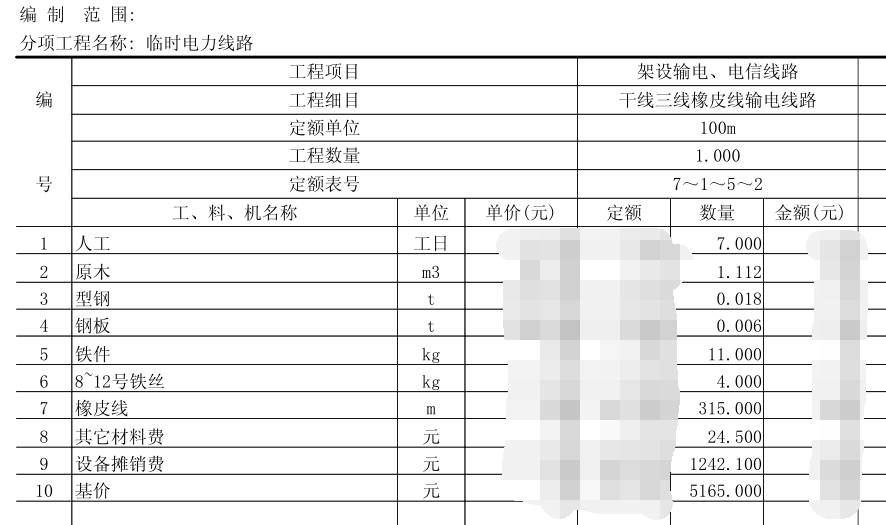 编 制 范 围:
分项工程名称: 临时电力线路
编 号
工程项目 架设输电、电信线路
工程细目 干线三线橡皮线输电线路
定额单位 100m
工程数量 1.000
定额表号 7～1～5～2
工、料、机名称 单位 单价(元) 定额 数量 金额(元)
1 人工 工日 7.000
2 原木 m3 1.112
3 型钢 t 0.018
4 钢板 t 0.006
5 铁件 kg 11.000
6 8~12号铁丝 kg 4.000
7 橡皮线 m 315.000
8 其它材料费 元 24.500
9 设备摊销费 元 1242.100
10 基价 元 5165.000